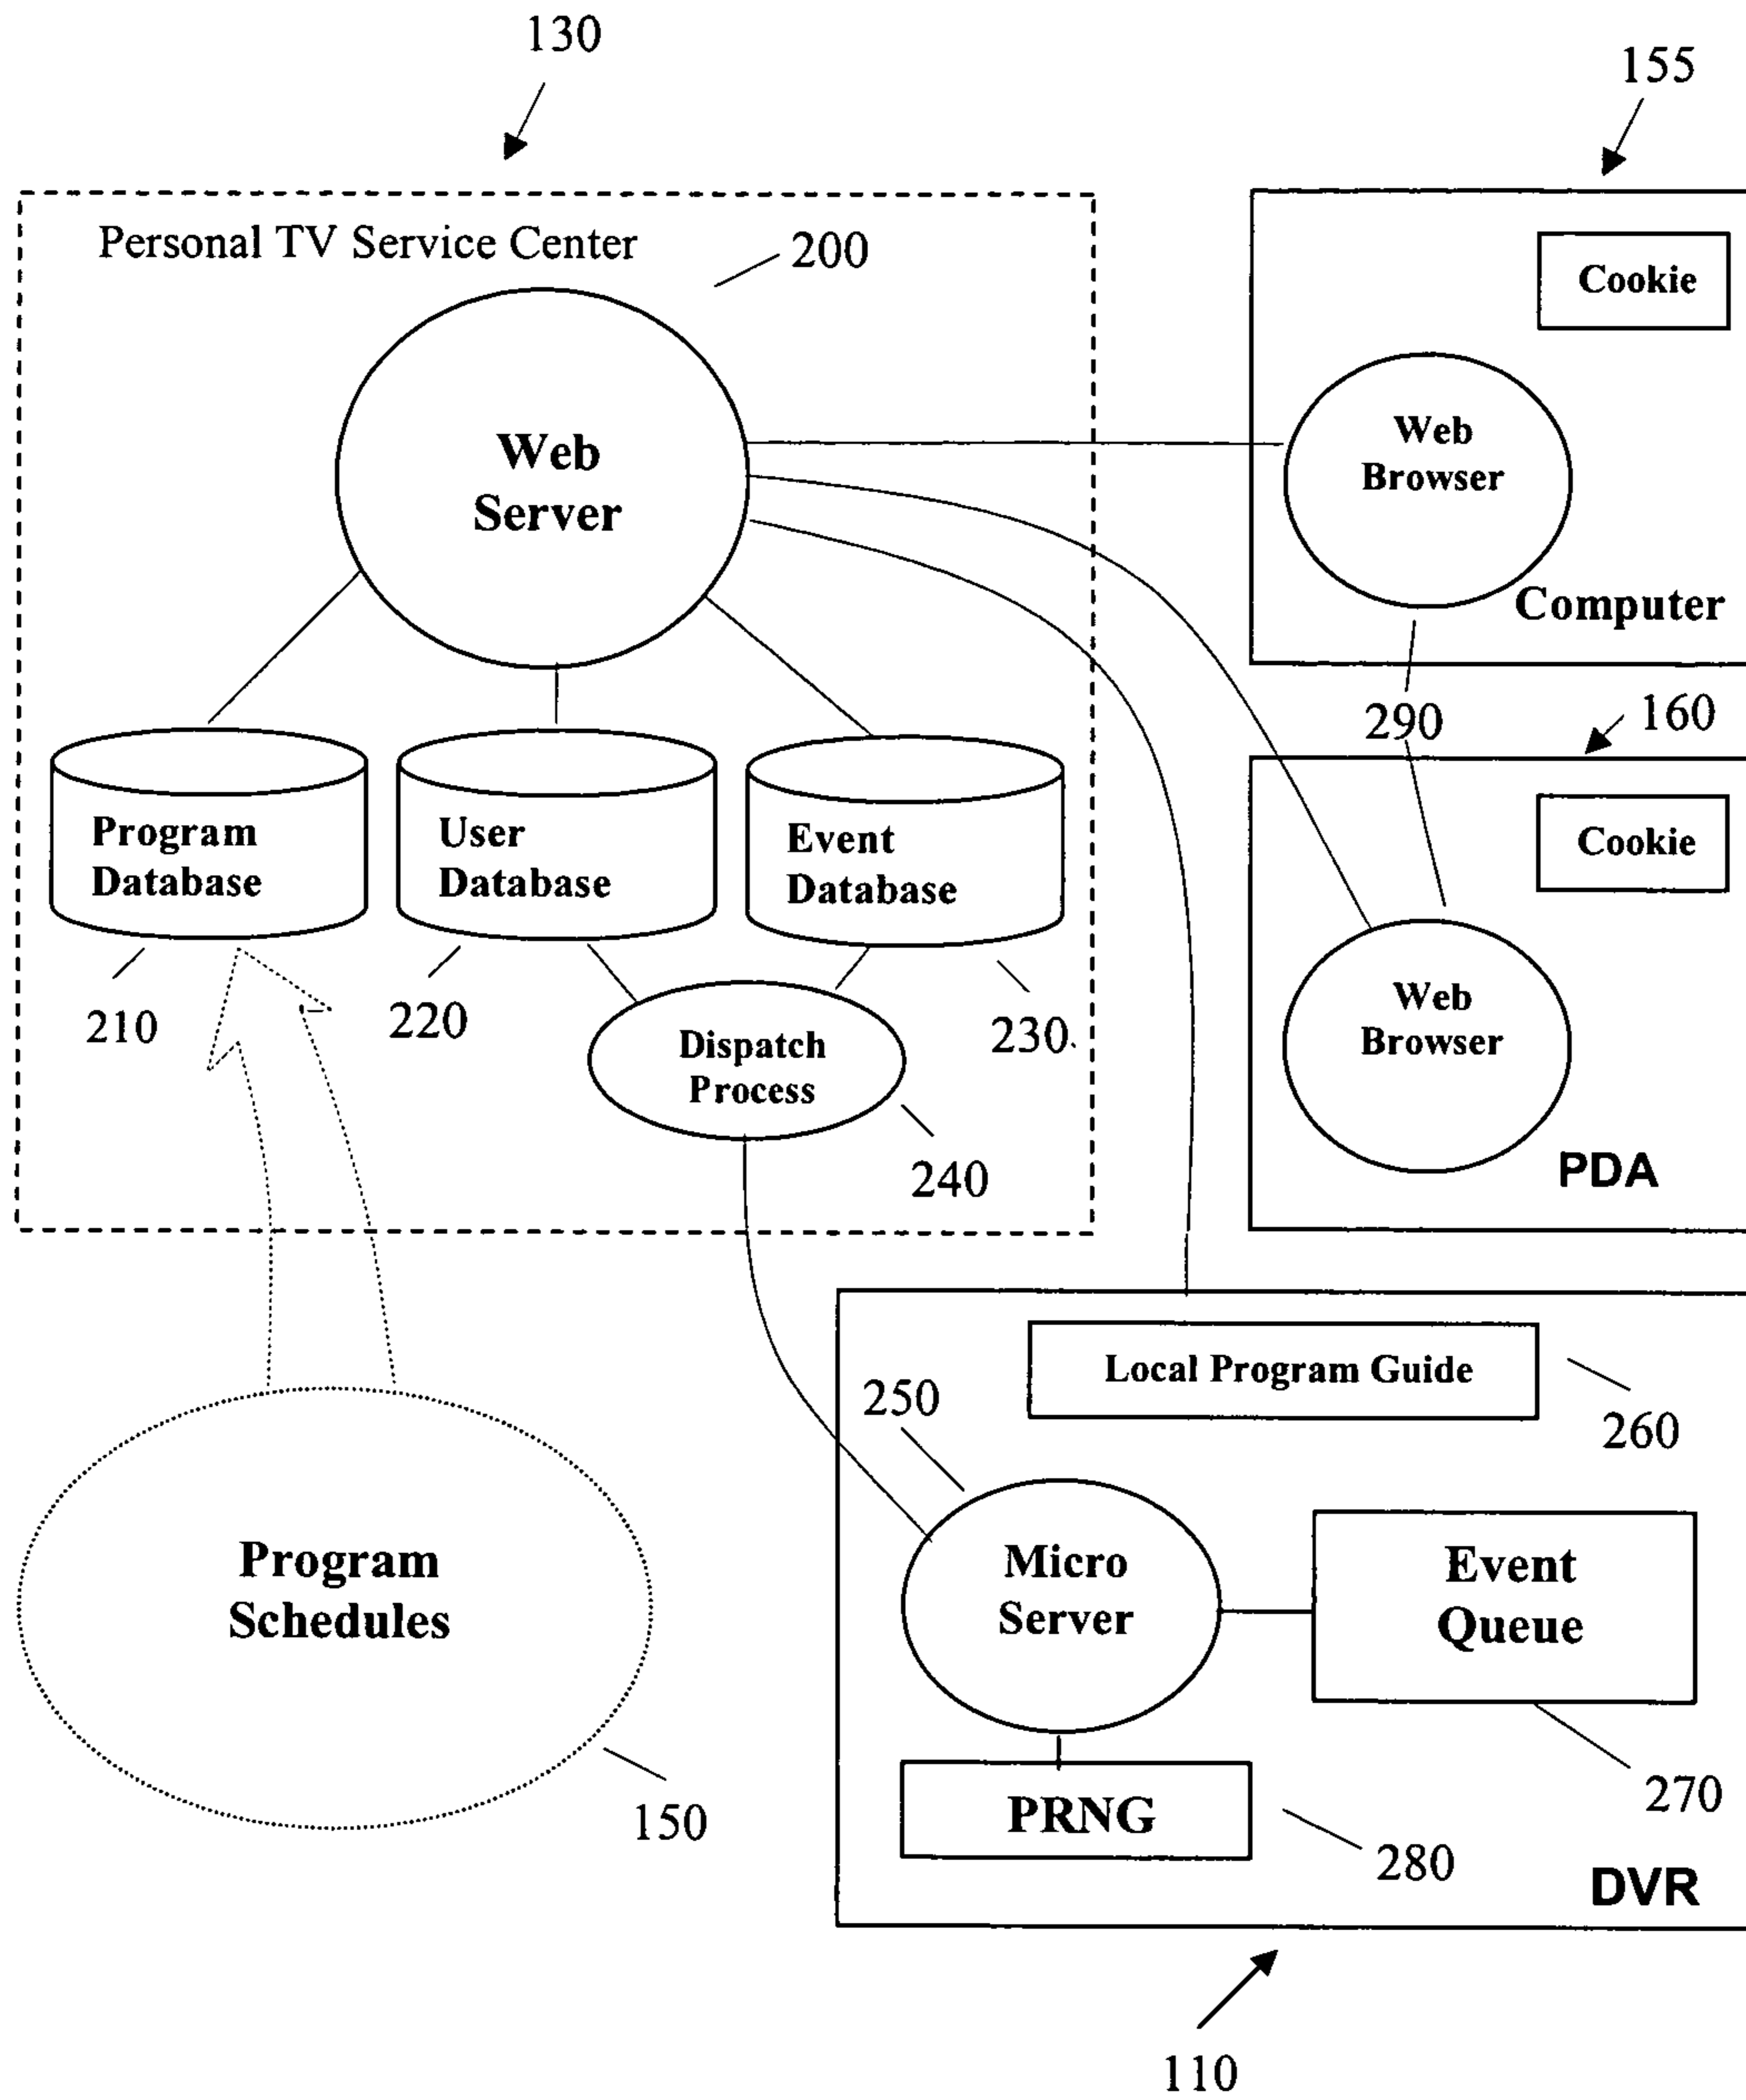 130
155
Personal TV Service Center
200
Cookie
Web
Server
Web
Browser
Computer
290
160
Program
Database
User
Database
Event
Database
Cookie
210
220
230
Dispatch
Process
Web
Browser
240
PDA
Local Program Guide
250
260
Program
Schedules
Micro
Server
Event
Queue
150
PRNG
270
280
DVR
110